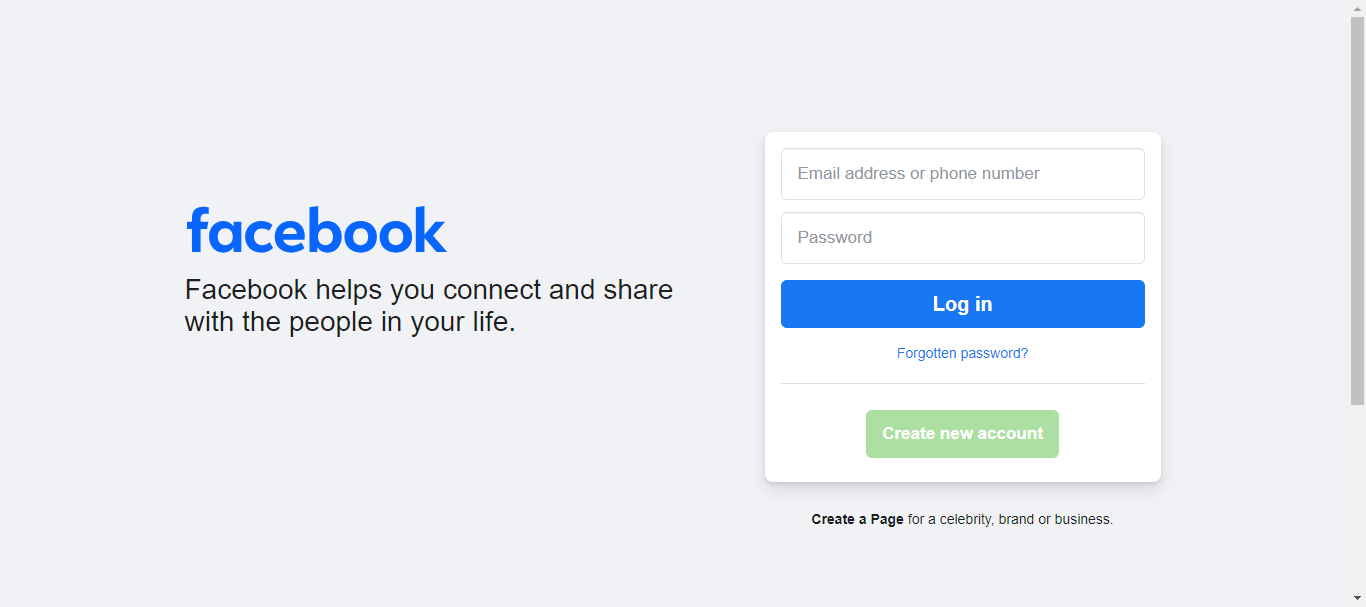 facebook
Facebook helps you connect and share
with the people in your life.
Email address or phone number
Password
Log in
Forgotten password?
Create new account
Create a Page for a celebrity, brand or business.